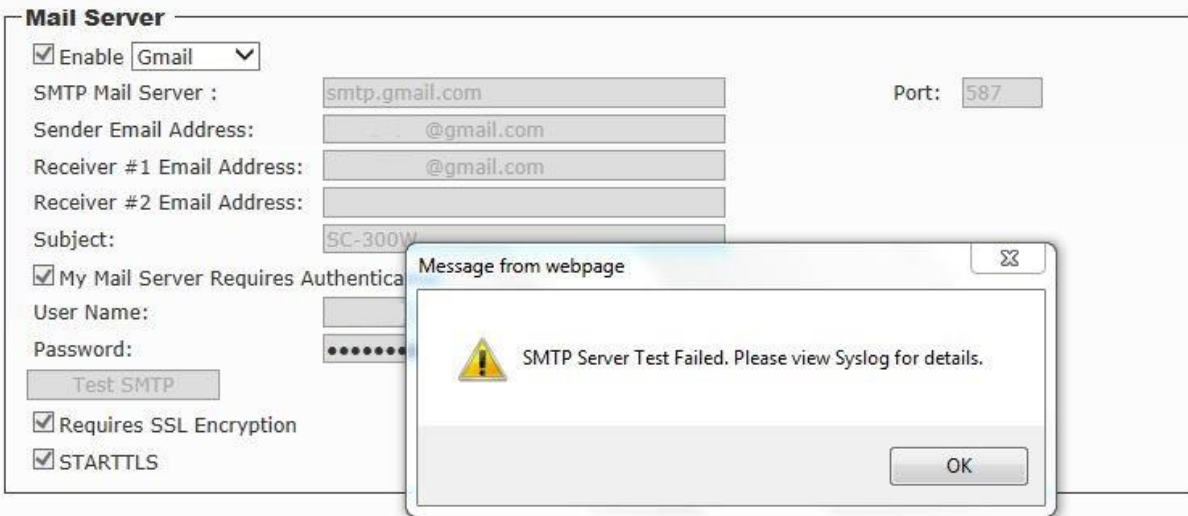 Mail Server
Enable Gmail
SMTP Mail Server : smtp.gmail.com Port: 587
Sender Email Address: @gmail.com
Receiver #1 Email Address: @gmail.com
Receiver #2 Email Address:
Subject: SC-300W
Message from webpage
My Mail Server Requires Authentica
User Name:
Password: ••••••••
SMTP Server Test Failed. Please view Syslog for details.
Test SMTP
Requires SSL Encryption
STARTTLS
OK